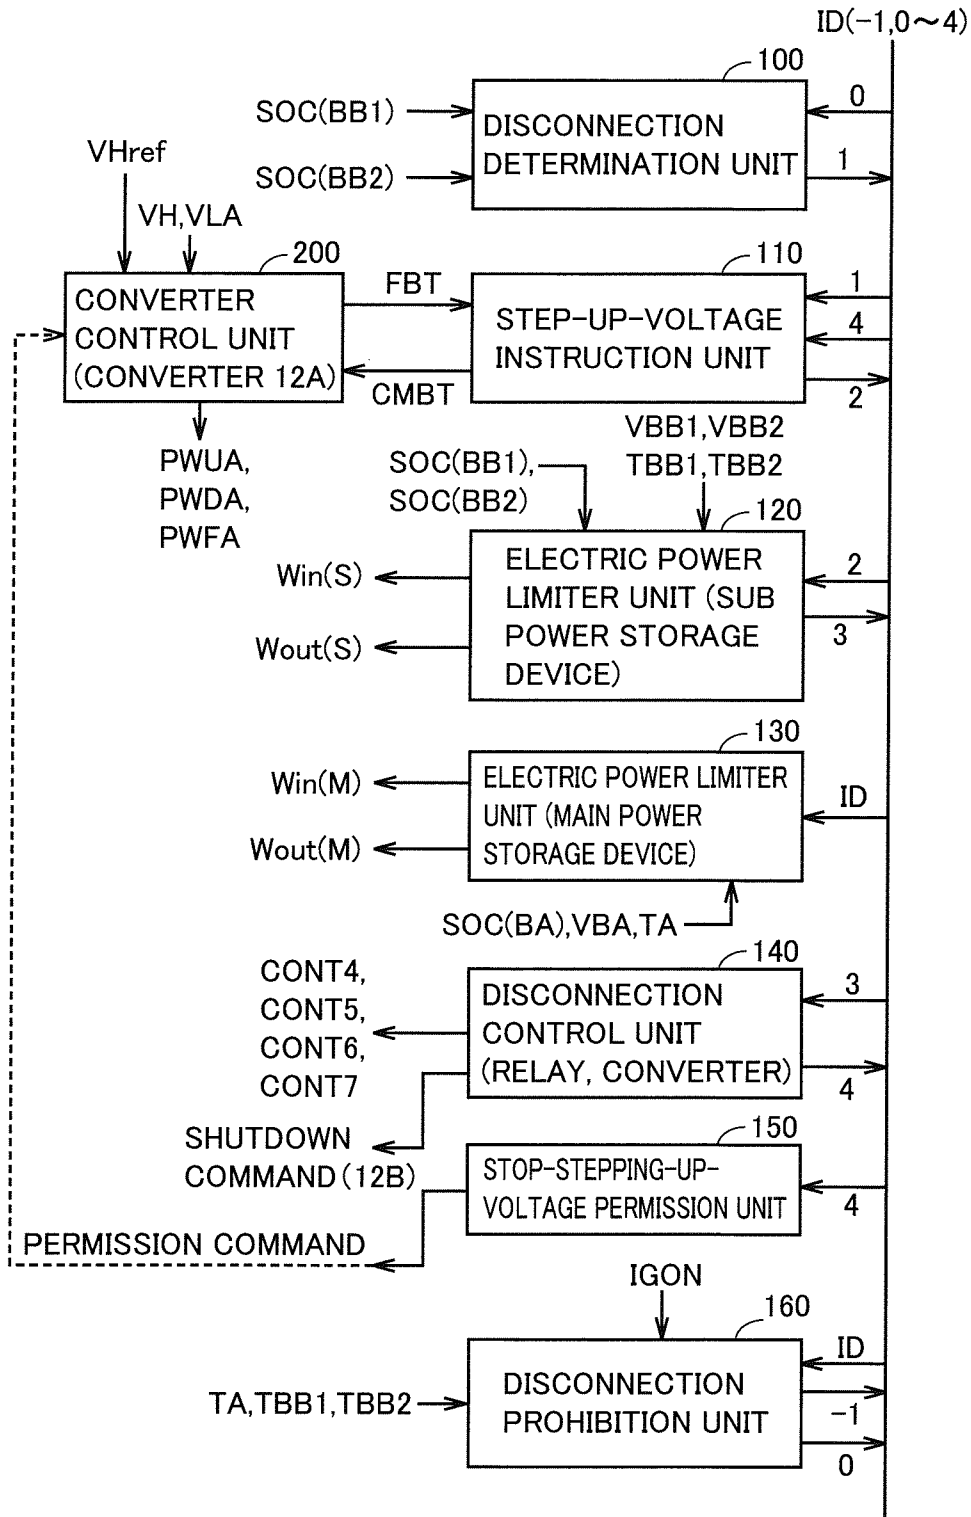 ID(-1,0~4)
100
SOC(BB1)
SOC(BB2)
DISCONNECTION
DETERMINATION UNIT
0
1
VHref
VH,VLA
200
CONVERTER
CONTROL UNIT
(CONVERTER 12A)
FBT
CMBT
110
STEP-UP-VOLTAGE
INSTRUCTION UNIT
1
4
2
PWUA,
PWDA,
PWFA
SOC(BB1),
SOC(BB2)
VBB1,VBB2
TBB1,TBB2
120
Win(S)
Wout(S)
ELECTRIC POWER
LIMITER UNIT (SUB
POWER STORAGE
DEVICE)
2
3
130
Win(M)
Wout(M)
ELECTRIC POWER LIMITER
UNIT (MAIN POWER
STORAGE DEVICE)
ID
SOC(BA),VBA,TA
140
CONT4,
CONT5,
CONT6,
CONT7
DISCONNECTION
CONTROL UNIT
(RELAY, CONVERTER)
3
4
SHUTDOWN
COMMAND (12B)
150
STOP-STEPPING-UP-
VOLTAGE PERMISSION UNIT
4
PERMISSION COMMAND
IGON
160
TA,TBB1,TBB2
DISCONNECTION
PROHIBITION UNIT
ID
-1
0